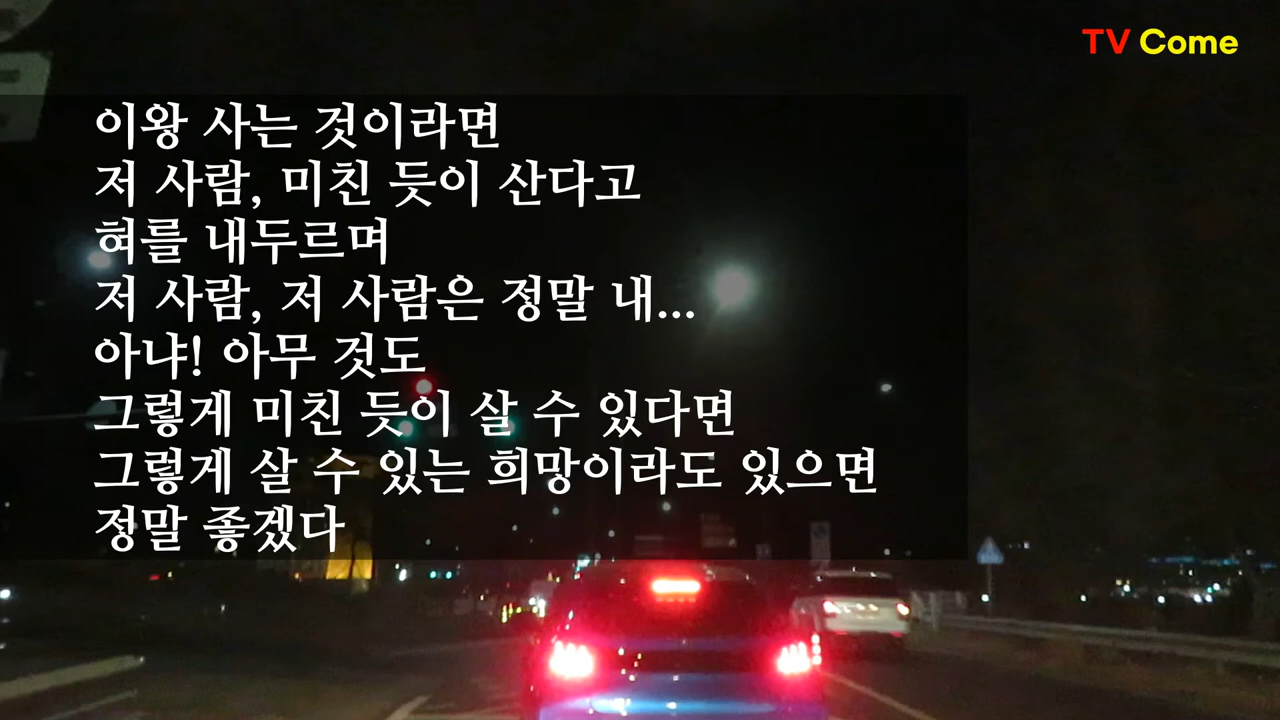 TV Come
이왕 사는 것이라면
저 사람, 미친 듯이 산다고
혀를 내두르며
저 사람, 저 사람은 정말 내...
아냐! 아무 것도
그렇게 미친 듯이 살 수 있다면
그렇게 살 수 있는 희망이라도 있으면
정말 좋겠다